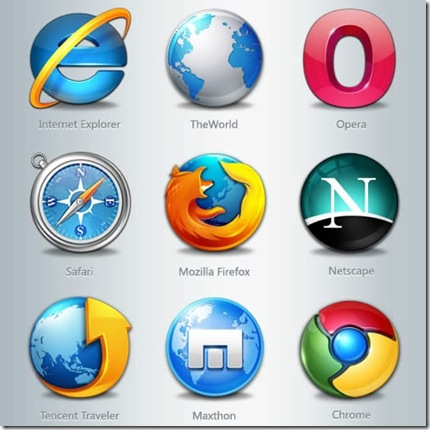 Internet Explorer
TheWorld
Opera
N
E
S
W
Safari
Mozilla Firefox
N
Netscape
Tencent Traveler
Maxthon
Chrome